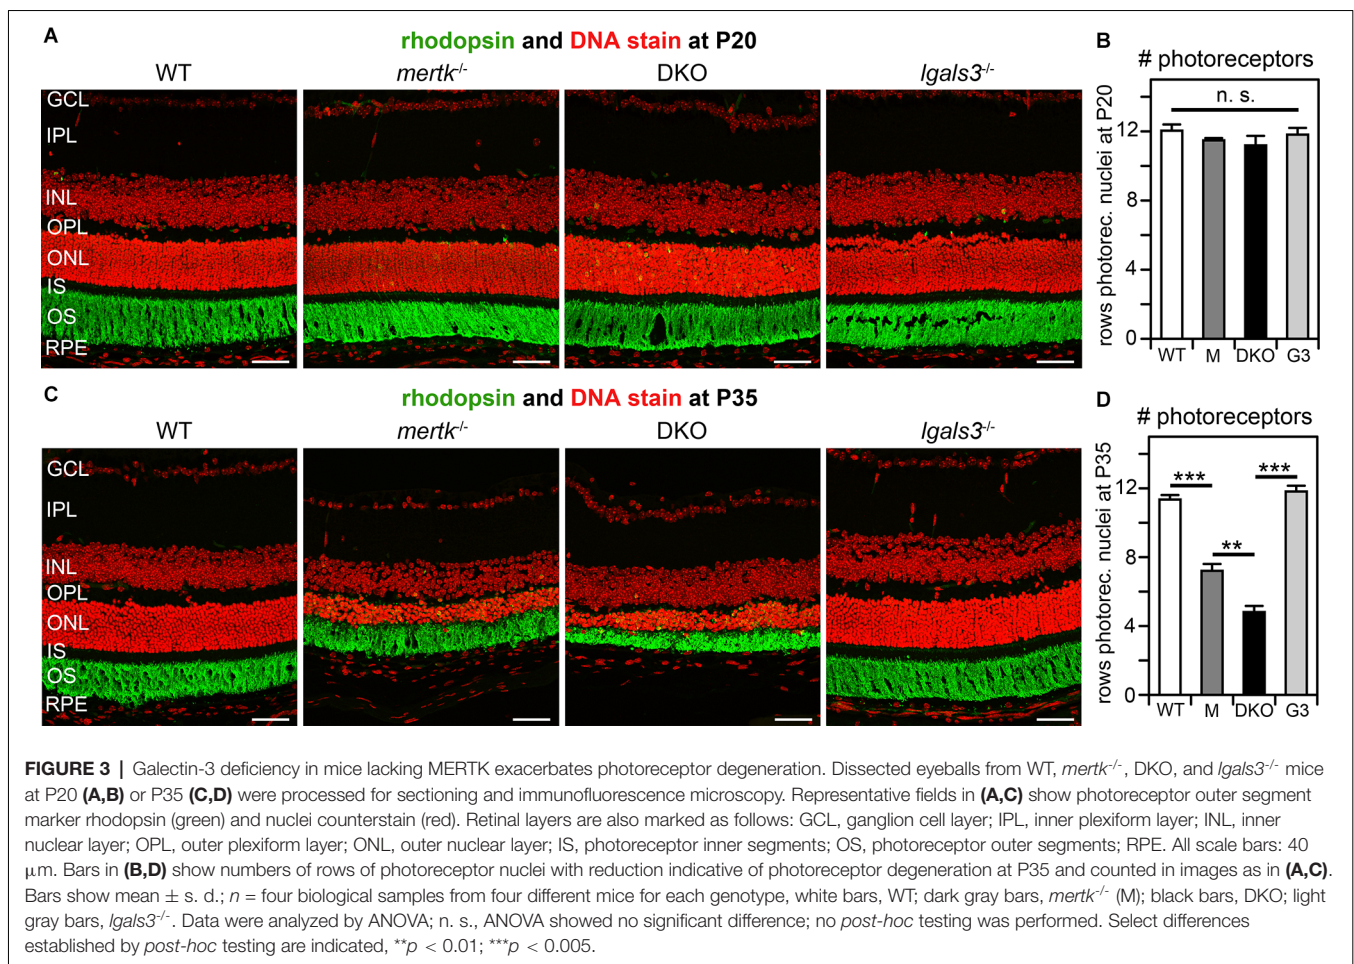 A
rhodopsin and DNA stain at P20
WT
mertk-/-
DKO
lgals3-/-
GCL
IPL
INL
OPL
ONL
IS
OS
RPE
B
# photoreceptors
rows photorec. nuclei at P20
n. s.
12
8
4
0
WT M DKO G3
C
rhodopsin and DNA stain at P35
WT
mertk-/-
DKO
lgals3-/-
GCL
IPL
INL
OPL
ONL
IS
OS
RPE
D
# photoreceptors
rows photorec. nuclei at P35
***
***
**
12
8
4
0
WT M DKO G3
FIGURE 3 | Galectin-3 deficiency in mice lacking MERTK exacerbates photoreceptor degeneration. Dissected eyeballs from WT, mertk-/-, DKO, and lgals3-/- mice
at P20 (A,B) or P35 (C,D) were processed for sectioning and immunofluorescence microscopy. Representative fields in (A,C) show photoreceptor outer segment
marker rhodopsin (green) and nuclei counterstain (red). Retinal layers are also marked as follows: GCL, ganglion cell layer; IPL, inner plexiform layer; INL, inner
nuclear layer; OPL, outer plexiform layer; ONL, outer nuclear layer; IS, photoreceptor inner segments; OS, photoreceptor outer segments; RPE. All scale bars: 40
μm. Bars in (B,D) show numbers of rows of photoreceptor nuclei with reduction indicative of photoreceptor degeneration at P35 and counted in images as in (A,C).
Bars show mean ± s. d.; n = four biological samples from four different mice for each genotype, white bars, WT; dark gray bars, mertk-/- (M); black bars, DKO; light
gray bars, lgals3-/-. Data were analyzed by ANOVA; n. s., ANOVA showed no significant difference; no post-hoc testing was performed. Select differences
established by post-hoc testing are indicated, **p < 0.01; ***p < 0.005.